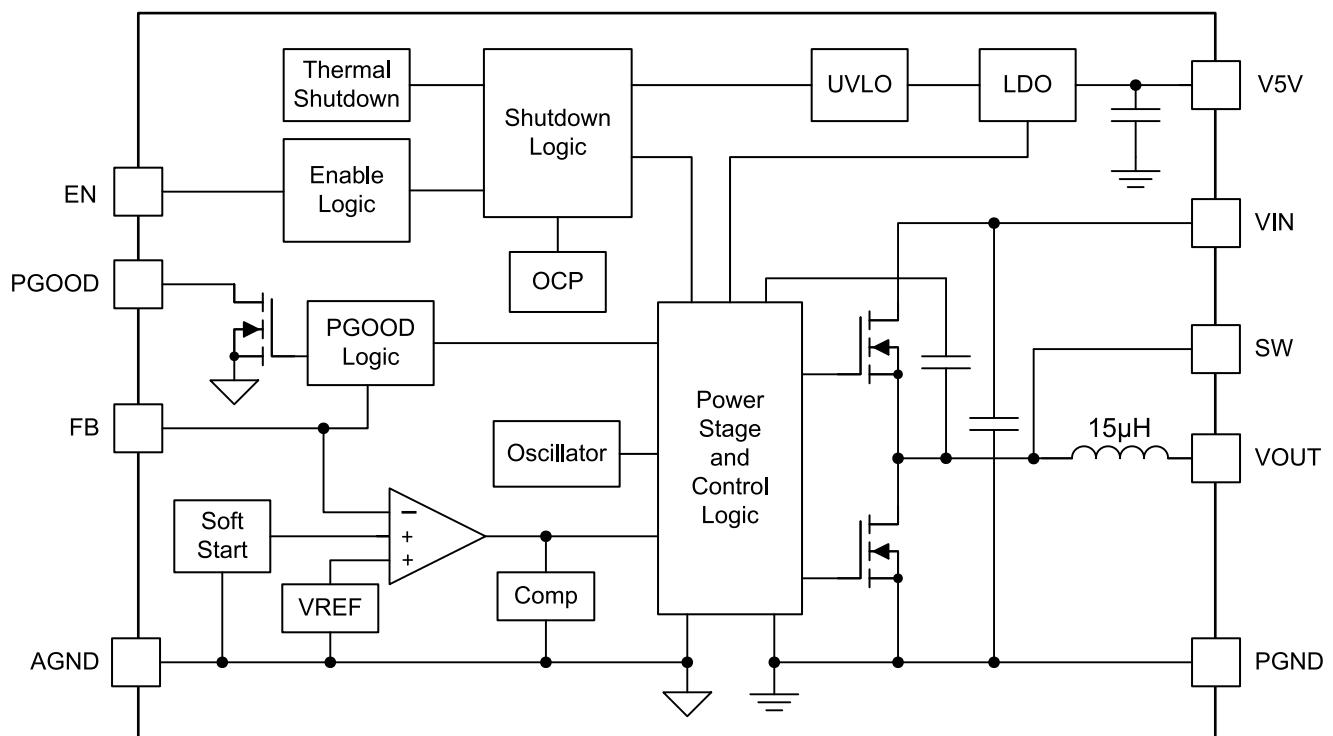 Thermal
Shutdown
Shutdown
Logic
UVLO
LDO
V5V
EN
Enable
Logic
VIN
PGOOD
OCP
PGOOD
Logic
SW
FB
Oscillator
Power
Stage
and
Control
Logic
15µH
VOUT
Soft
Start
−
+
+
VREF
Comp
AGND
PGND